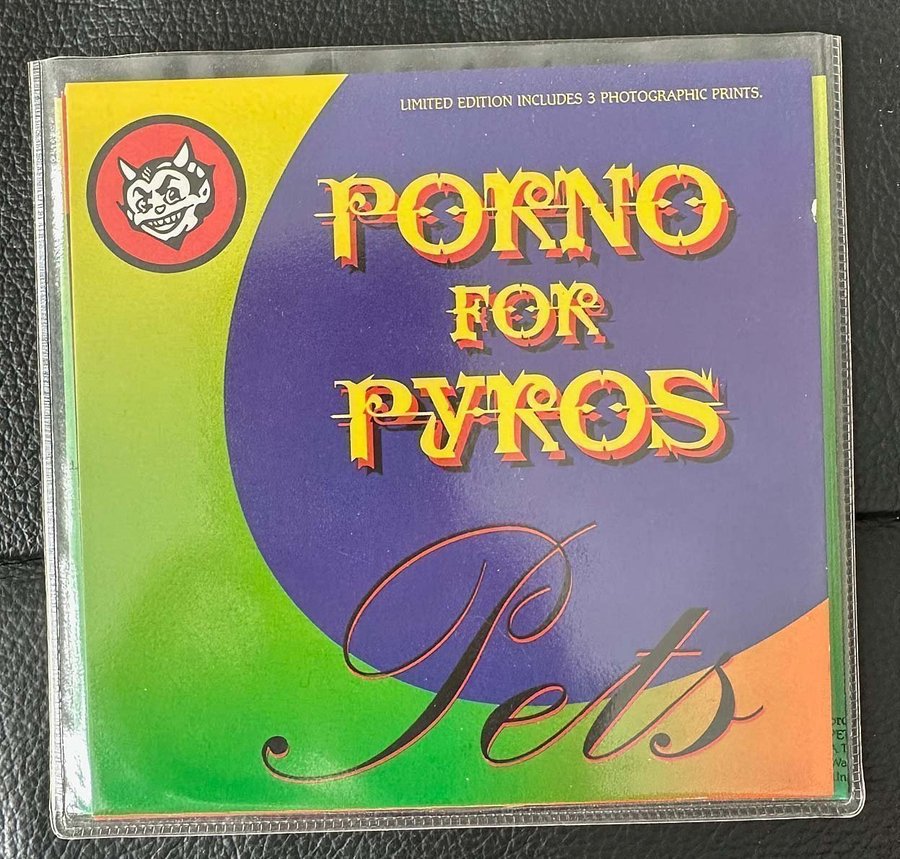 LIMITED EDITION INCLUDES 3 PHOTOGRAPHIC PRINTS.
PORNO
FOR
PYROS
Pets